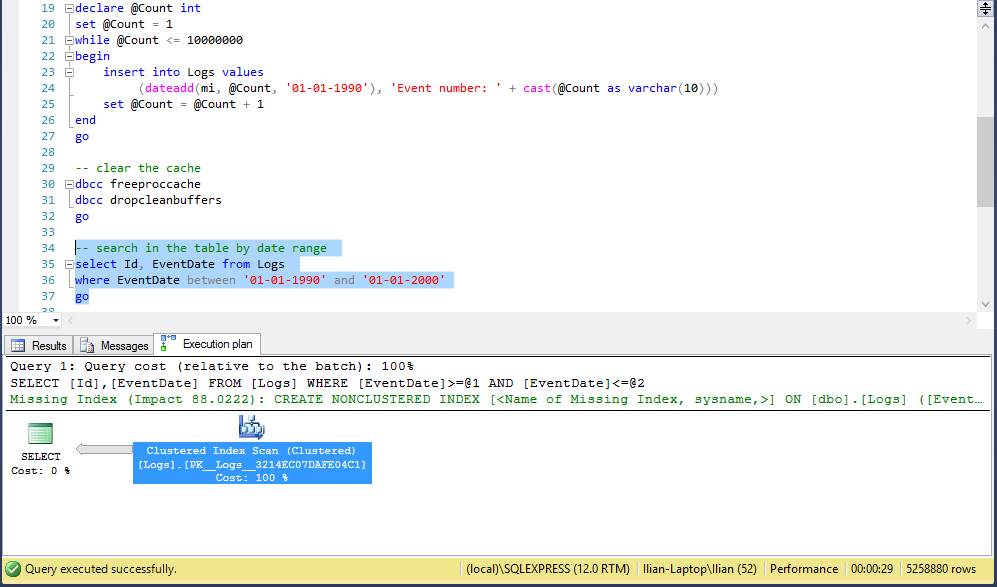 19 declare @Count int
20 set @Count = 1
21 while @Count <= 10000000
22 begin
23 insert into Logs values
24 (dateadd(mi, @Count, '01-01-1990'), 'Event number: ' + cast(@Count as varchar(10)))
25 set @Count = @Count + 1
26 end
27 go
28
29 -- clear the cache
30 dbcc freeproccache
31 dbcc dropcleanbuffers
32 go
33
34 -- search in the table by date range
35 select Id, EventDate from Logs
36 where EventDate between '01-01-1990' and '01-01-2000'
37 go
38
100 %
Results Messages Execution plan
Query 1: Query cost (relative to the batch): 100%
SELECT [Id],[EventDate] FROM [Logs] WHERE [EventDate]>=@1 AND [EventDate]<=@2
Missing Index (Impact 88.0222): CREATE NONCLUSTERED INDEX [<Name of Missing Index, sysname,>] ON [dbo].[Logs] ([Event...
SELECT
Cost: 0 %
Clustered Index Scan (Clustered)
[Logs].[PK__Logs__3214EC07DAFE04C1]
Cost: 100 %
Query executed successfully. (local)\SQLEXPRESS (12.0 RTM) Ilian-Laptop\Ilian (52) Performance 00:00:29 5258880 rows